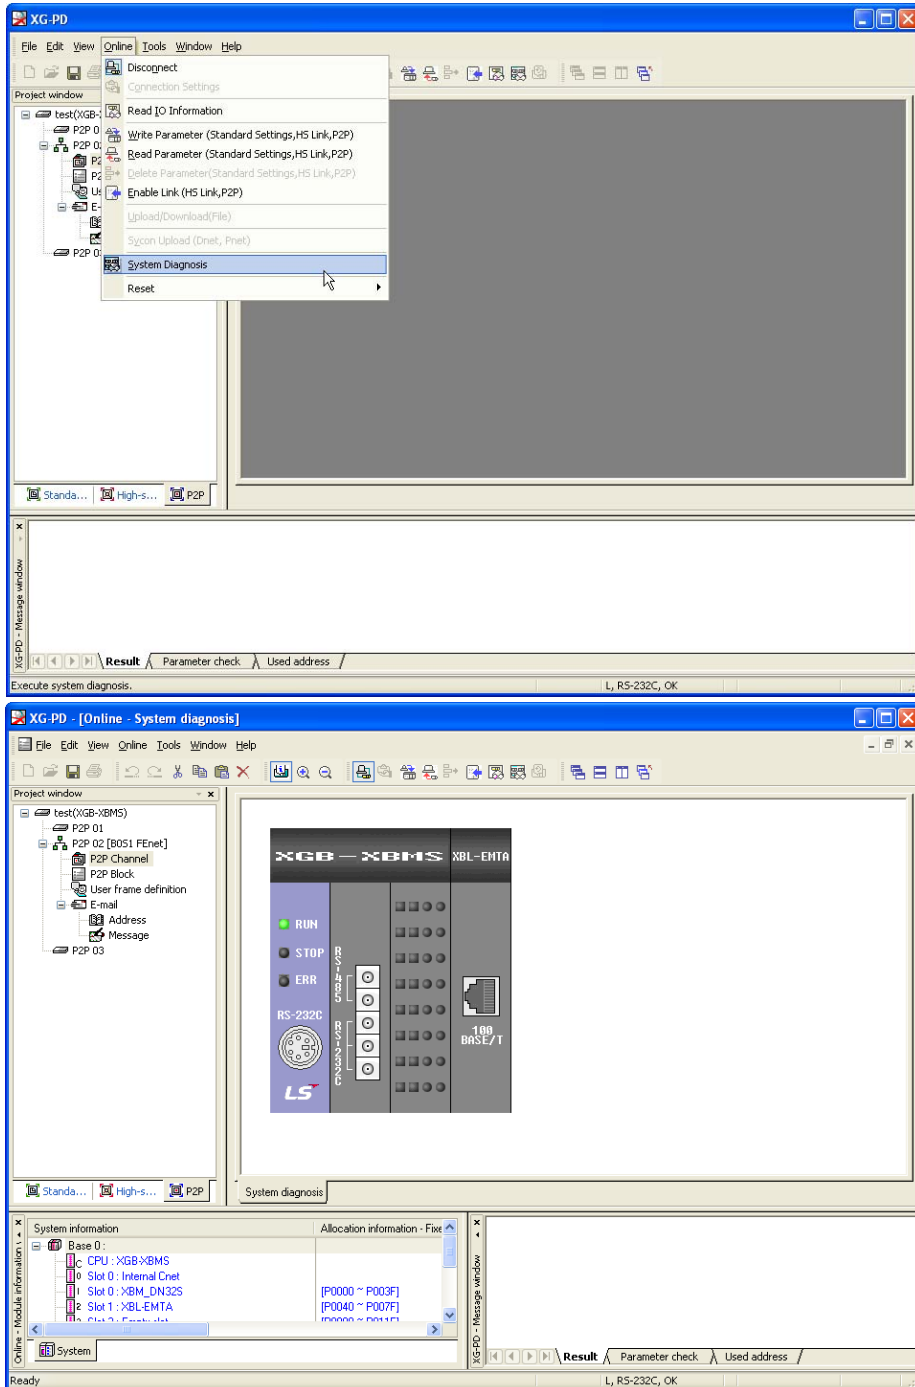 XG-PD
File Edit View Online Tools Window Help
Project window
test(XGB-
P2P 0
P2P 0
P2
P2
Us
E-
P2P 0
Disconnect
Connection Settings
Read IO Information
Write Parameter (Standard Settings,HS Link,P2P)
Read Parameter (Standard Settings,HS Link,P2P)
Delete Parameter(Standard Settings,HS Link,P2P)
Enable Link (HS Link,P2P)
Upload/Download(File)
Sycon Upload (Dnet, Pnet)
System Diagnosis
Reset
Standa... High-s... P2P
XG-PD - Message window
Result Parameter check Used address
Execute system diagnosis. L, RS-232C, OK
XG-PD - [Online - System diagnosis]
File Edit View Online Tools Window Help
Project window
test(XGB-XBMS)
P2P 01
P2P 02 [B0S1 FEnet]
P2P Channel
P2P Block
User frame definition
E-mail
Address
Message
P2P 03
XGB-XBMS XBL-EMTA
RUN
STOP
ERR
RS-232C
RS-485
RS-232C
100
BASE/T
LS
Standa... High-s... P2P
System diagnosis
System information Allocation information - Fixe
Base 0 :
CPU : XGB-XBMS
Slot 0 : Internal Cnet
Slot 0 : XBM_DN32S [P0000 ~ P003F]
Slot 1 : XBL-EMTA [P0040 ~ P007F]
Online - Module information
System
XG-PD - Message window
Result Parameter check Used address
Ready L, RS-232C, OK